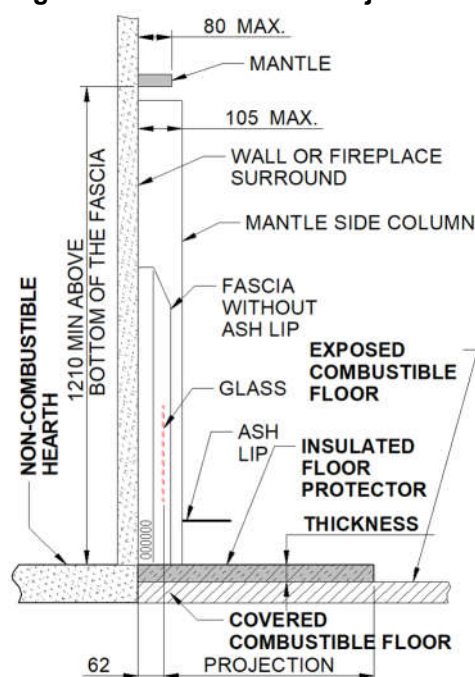 80 MAX.
MANTLE
105 MAX.
WALL OR FIREPLACE
SURROUND
MANTLE SIDE COLUMN
1210 MIN ABOVE
BOTTOM OF THE FASCIA
FASCIA
WITHOUT
ASH LIP
NON-COMBUSTIBLE
HEARTH
EXPOSED
COMBUSTIBLE
FLOOR
GLASS
ASH
LIP
INSULATED
FLOOR
PROTECTOR
THICKNESS
COVERED
COMBUSTIBLE FLOOR
62
PROJECTION